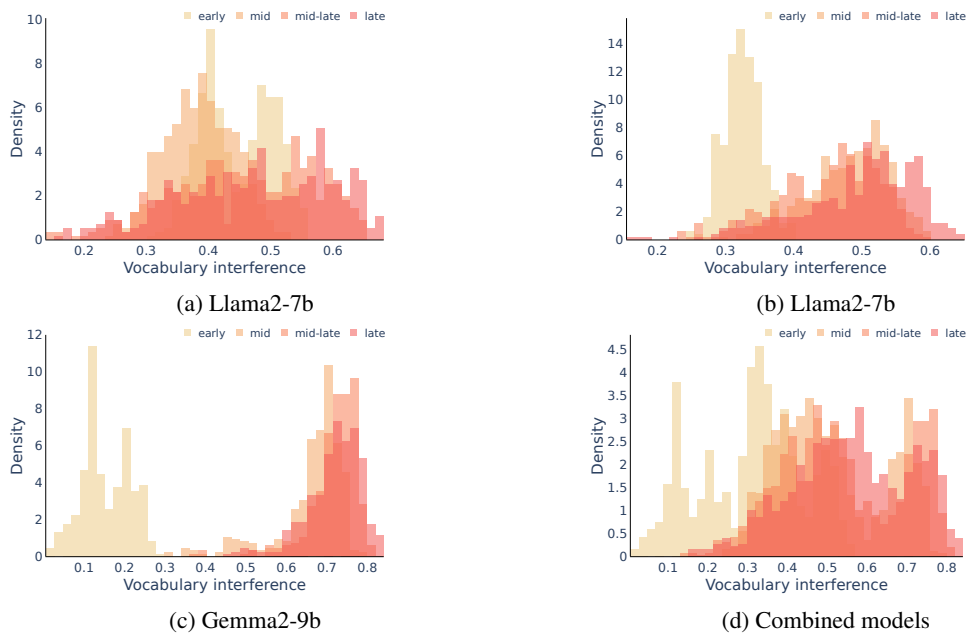 early mid mid-late late
10
8
6
4
2
0
Density
0.2 0.3 0.4 0.5 0.6
Vocabulary interference
(a) Llama2-7b
early mid mid-late late
14
12
10
8
6
4
2
0
Density
0.2 0.3 0.4 0.5 0.6
Vocabulary interference
(b) Llama2-7b
early mid mid-late late
12
10
8
6
4
2
0
Density
0.1 0.2 0.3 0.4 0.5 0.6 0.7 0.8
Vocabulary interference
(c) Gemma2-9b
early mid mid-late late
4.5
4
3.5
3
2.5
2
1.5
1
0.5
0
Density
0.1 0.2 0.3 0.4 0.5 0.6 0.7 0.8
Vocabulary interference
(d) Combined models